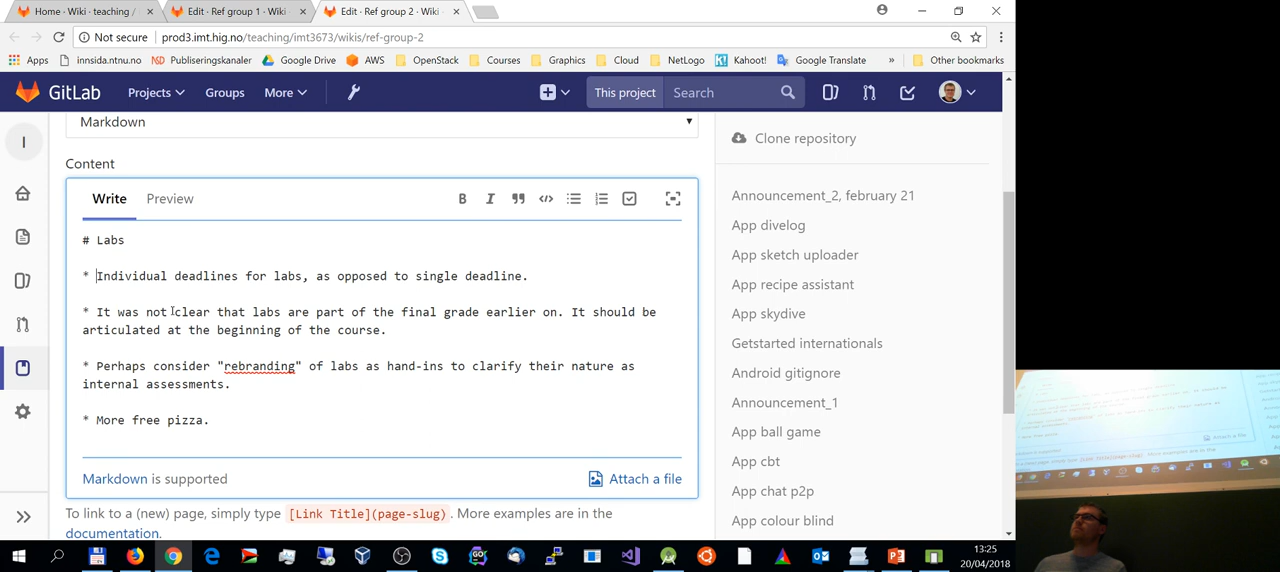 Home · Wiki · teaching /
Edit · Ref group 1 · Wiki ·
Edit · Ref group 2 · Wiki ·
Not secure
prod3.imt.hig.no/teaching/imt3673/wikis/ref-group-2
Apps
innsida.ntnu.no
Publiseringskanaler
Google Drive
AWS
OpenStack
Courses
Graphics
Cloud
NetLogo
Kahoot!
Google Translate
»
Other bookmarks
GitLab
Projects
Groups
More
This project
Search
I
Markdown
Clone repository
Content
Write
Preview
# Labs
* Individual deadlines for labs, as opposed to single deadline.
* It was not clear that labs are part of the final grade earlier on. It should be
articulated at the beginning of the course.
* Perhaps consider "rebranding" of labs as hand-ins to clarify their nature as
internal assessments.
* More free pizza.
Markdown is supported
Attach a file
To link to a (new) page, simply type [Link Title](page-slug). More examples are in the
documentation.
Announcement_2, february 21
App divelog
App sketch uploader
App recipe assistant
App skydive
Getstarted internationals
Android gitignore
Announcement_1
App ball game
App cbt
App chat p2p
App colour blind
13:25
20/04/2018